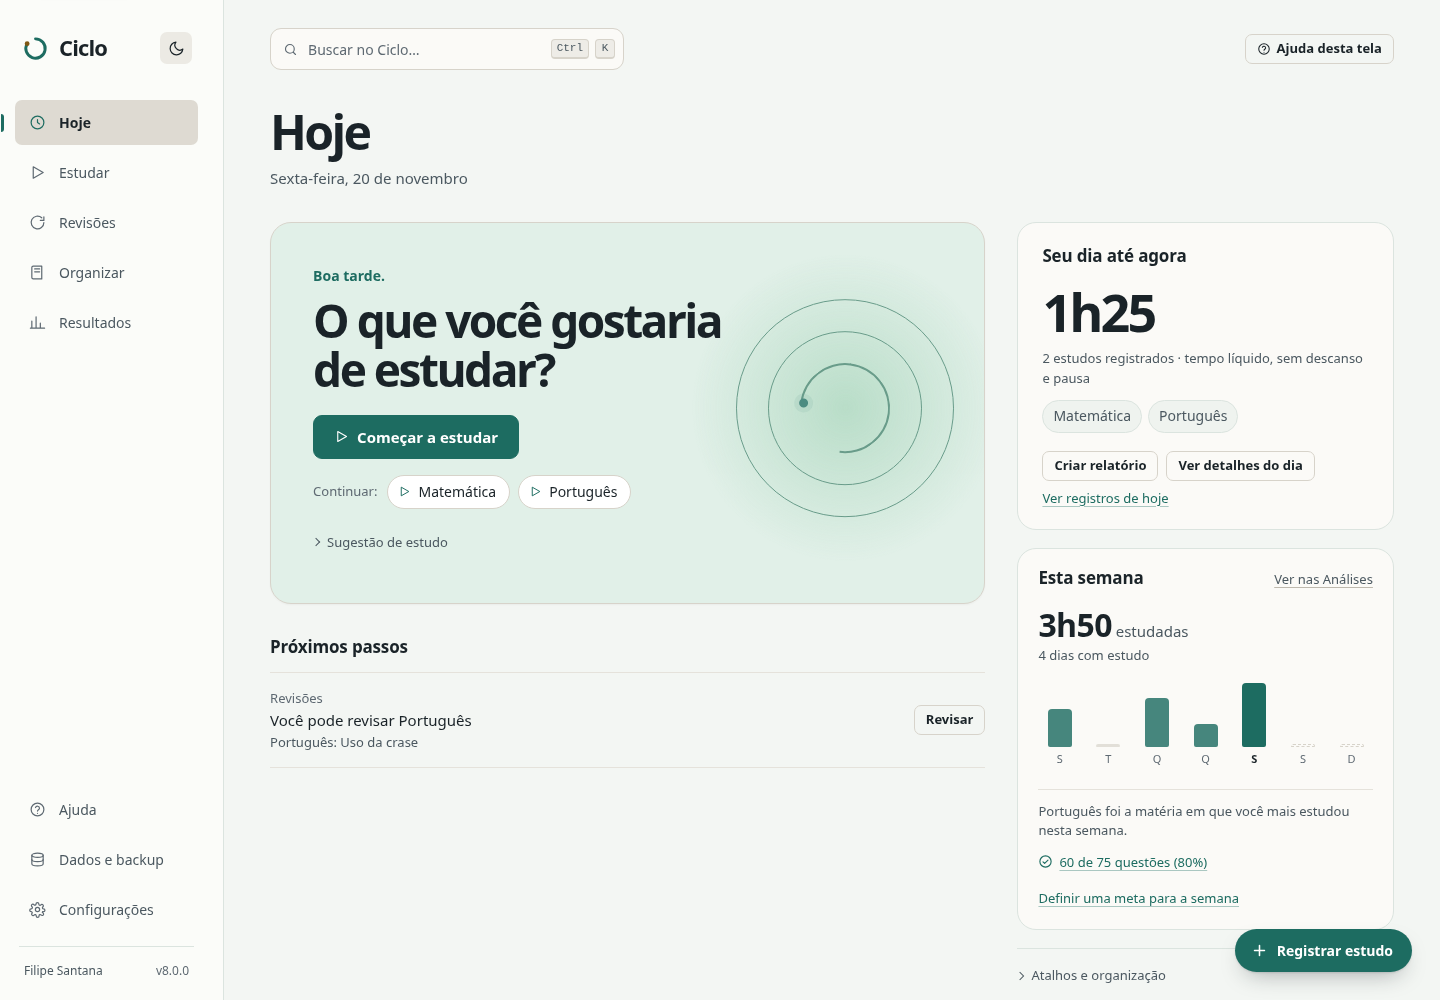 Ciclo
Hoje
Estudar
Revisões
Organizar
Resultados
Ajuda
Dados e backup
Configurações
Filipe Santana
v8.0.0
Buscar no Ciclo...
Ctrl K
Ajuda desta tela
Hoje
Sexta-feira, 20 de novembro
Boa tarde.
O que você gostaria
de estudar?
Começar a estudar
Continuar: Matemática Português
Sugestão de estudo
Próximos passos
Revisões
Você pode revisar Português
Português: Uso da crase
Revisar
Seu dia até agora
1h25
2 estudos registrados · tempo líquido, sem descanso
e pausa
Matemática Português
Criar relatório Ver detalhes do dia
Ver registros de hoje
Esta semana Ver nas Análises
3h50 estudadas
4 dias com estudo
S T Q Q S S D
Português foi a matéria em que você mais estudou
nesta semana.
60 de 75 questões (80%)
Definir uma meta para a semana
Registrar estudo
Atalhos e organização